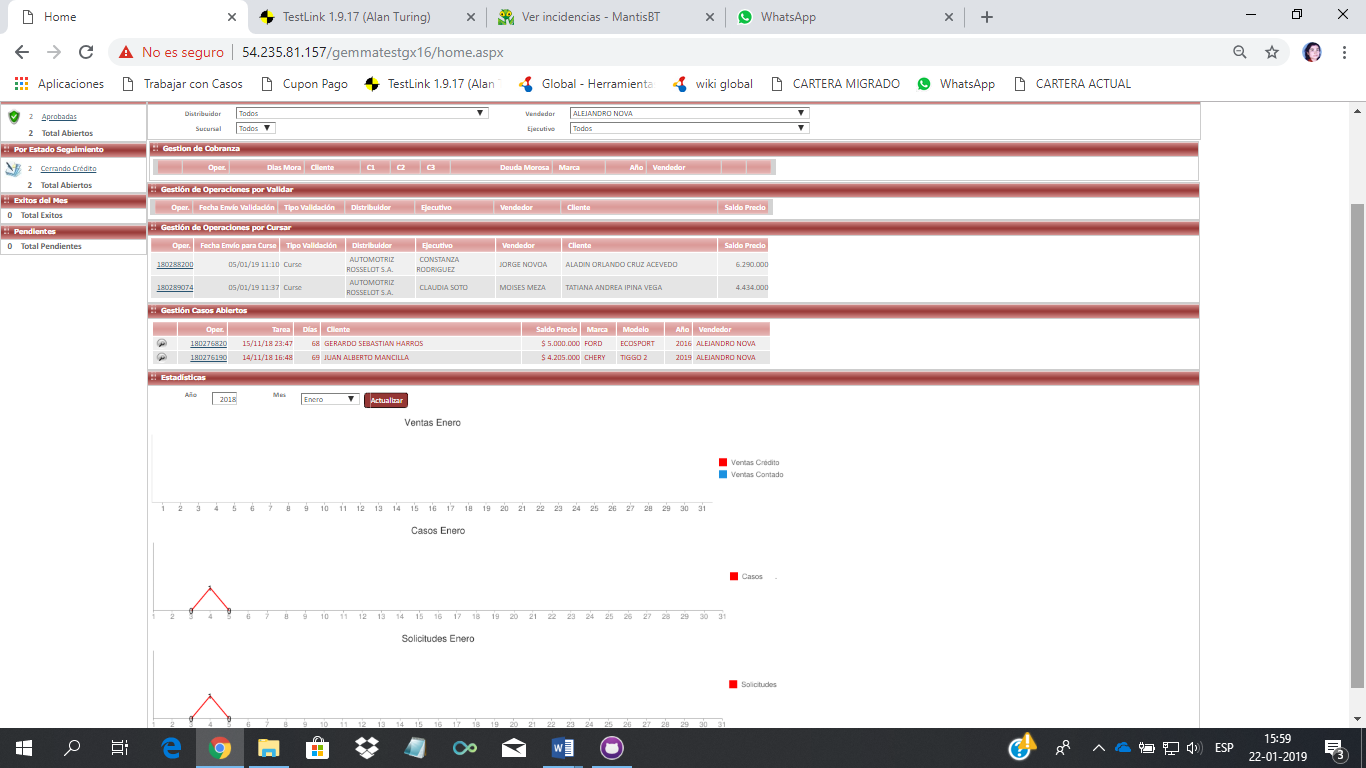 Home
TestLink 1.9.17 (Alan Turing)
Ver incidencias - MantisBT
WhatsApp
No es seguro
54.235.81.157/gemmatestgx16/home.aspx
Aplicaciones
Trabajar con Casos
Cupon Pago
TestLink 1.9.17 (Alan
Global - Herramienta
wiki global
CARTERA MIGRADO
WhatsApp
CARTERA ACTUAL
2 Aprobadas
2 Total Abiertos
Por Estado Seguimiento
2 Cerrando Crédito
2 Total Abiertos
Exitos del Mes
0 Total Exitos
Pendientes
0 Total Pendientes
Distribuidor Todos Vendedor ALEJANDRO NOVA
Sucursal Todos Ejecutivo Todos
Gestion de Cobranza
Oper. Dias Mora Cliente C1 C2 C3 Deuda Morosa Marca Año Vendedor
Gestión de Operaciones por Validar
Oper. Fecha Envío Validación Tipo Validación Distribuidor Ejecutivo Vendedor Cliente Saldo Precio
Gestión de Operaciones por Cursar
Oper. Fecha Envío para Curse Tipo Validación Distribuidor Ejecutivo Vendedor Cliente Saldo Precio
180288200 05/01/19 11:10 Curse AUTOMOTRIZ ROSSELOT S.A. CONSTANZA RODRIGUEZ JORGE NOVOA ALADIN ORLANDO CRUZ ACEVEDO 6.290.000
180289074 05/01/19 11:37 Curse AUTOMOTRIZ ROSSELOT S.A. CLAUDIA SOTO MOISES MEZA TATIANA ANDREA IPINA VEGA 4.434.000
Gestión Casos Abiertos
Oper. Tarea Días Cliente Saldo Precio Marca Modelo Año Vendedor
180276820 15/11/18 23:47 68 GERARDO SEBASTIAN HARROS $ 5.000.000 FORD ECOSPORT 2016 ALEJANDRO NOVA
180276190 14/11/18 16:48 69 JUAN ALBERTO MANCILLA $ 4.205.000 CHERY TIGGO 2 2019 ALEJANDRO NOVA
Estadísticas
Año 2018 Mes Enero Actualizar
Ventas Enero
Ventas Crédito
Ventas Contado
1 2 3 4 5 6 7 8 9 10 11 12 13 14 15 16 17 18 19 20 21 22 23 24 25 26 27 28 29 30 31
Casos Enero
1
Casos
0 0
1 2 3 4 5 6 7 8 9 10 11 12 13 14 15 16 17 18 19 20 21 22 23 24 25 26 27 28 29 30 31
Solicitudes Enero
Solicitudes
1
0 0
1 2 3 4 5 6 7 8 9 10 11 12 13 14 15 16 17 18 19 20 21 22 23 24 25 26 27 28 29 30 31
ESP
15:59
22-01-2019
3